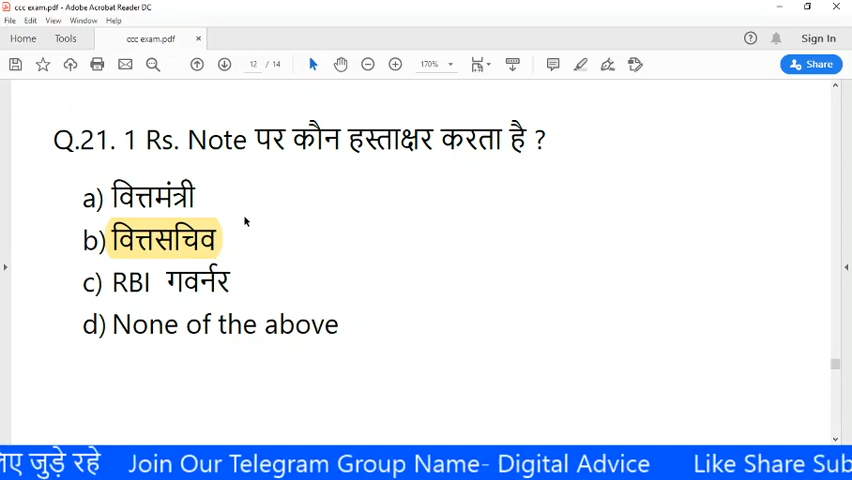 ccc exam.pdf - Adobe Acrobat Reader DC
File Edit View Window Help
Home Tools ccc exam.pdf × Sign In
12 / 14 170% Share
Q.21. 1 Rs. Note पर कौन हस्ताक्षर करता है ?
a) वित्तमंत्री
b) वित्तसचिव
c) RBI गवर्नर
d) None of the above
लिए जुड़े रहे Join Our Telegram Group Name- Digital Advice Like Share Sub